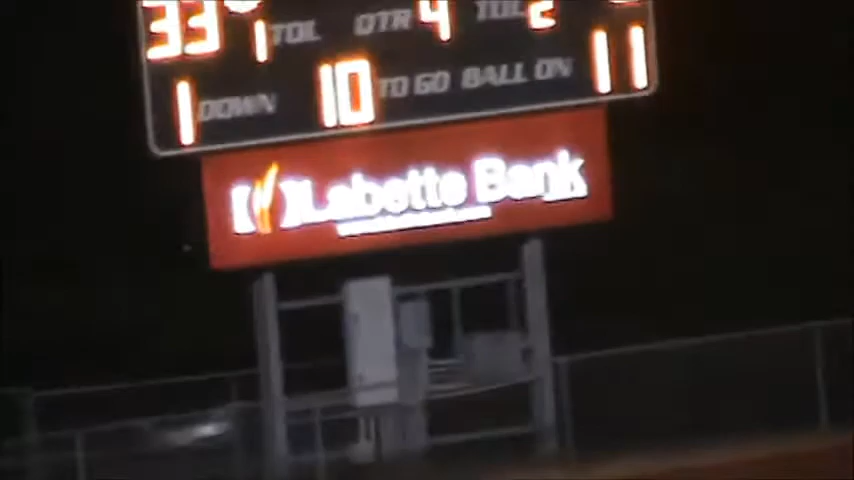 33 1 TOL QTR 4 TOL 2
1 DOWN 10 TO GO BALL ON 11
Labette Bank